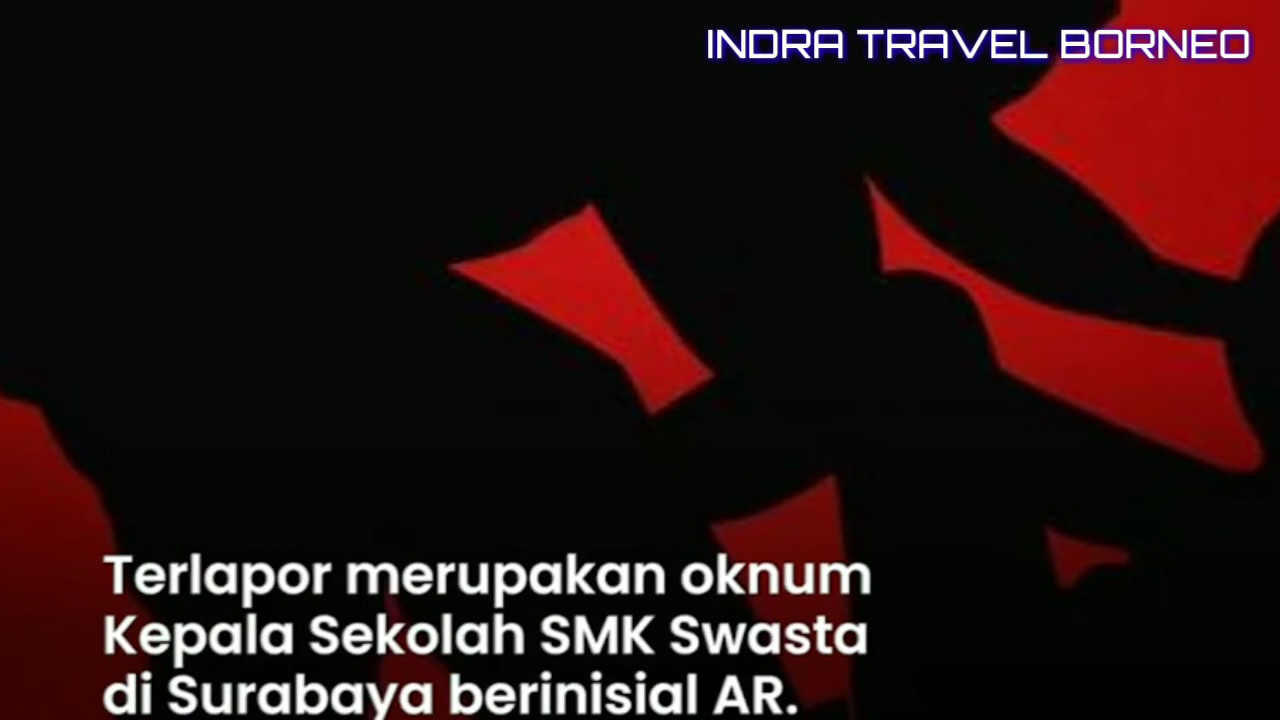 INDRA TRAVEL BORNEO
Terlapor merupakan oknum
Kepala Sekolah SMK Swasta
di Surabaya berinisial AR.